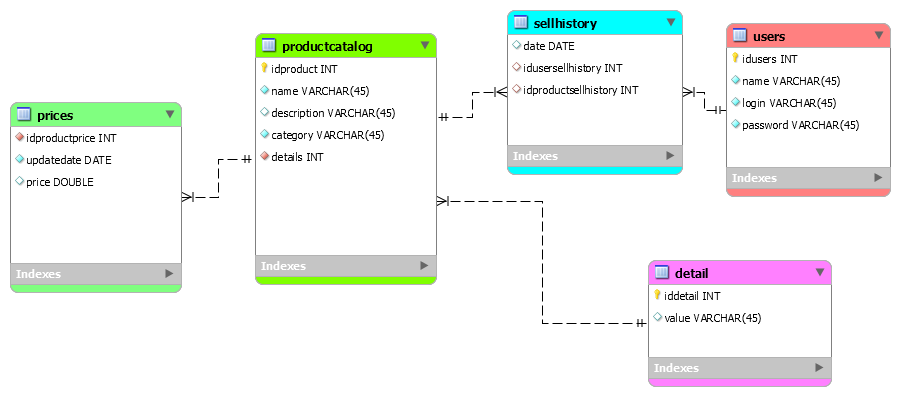 prices
idproductprice INT
updatedate DATE
price DOUBLE
Indexes
productcatalog
idproduct INT
name VARCHAR(45)
description VARCHAR(45)
category VARCHAR(45)
details INT
Indexes
sellhistory
date DATE
idusersellhistory INT
idproductsellhistory INT
Indexes
users
idusers INT
name VARCHAR(45)
login VARCHAR(45)
password VARCHAR(45)
Indexes
detail
iddetail INT
value VARCHAR(45)
Indexes